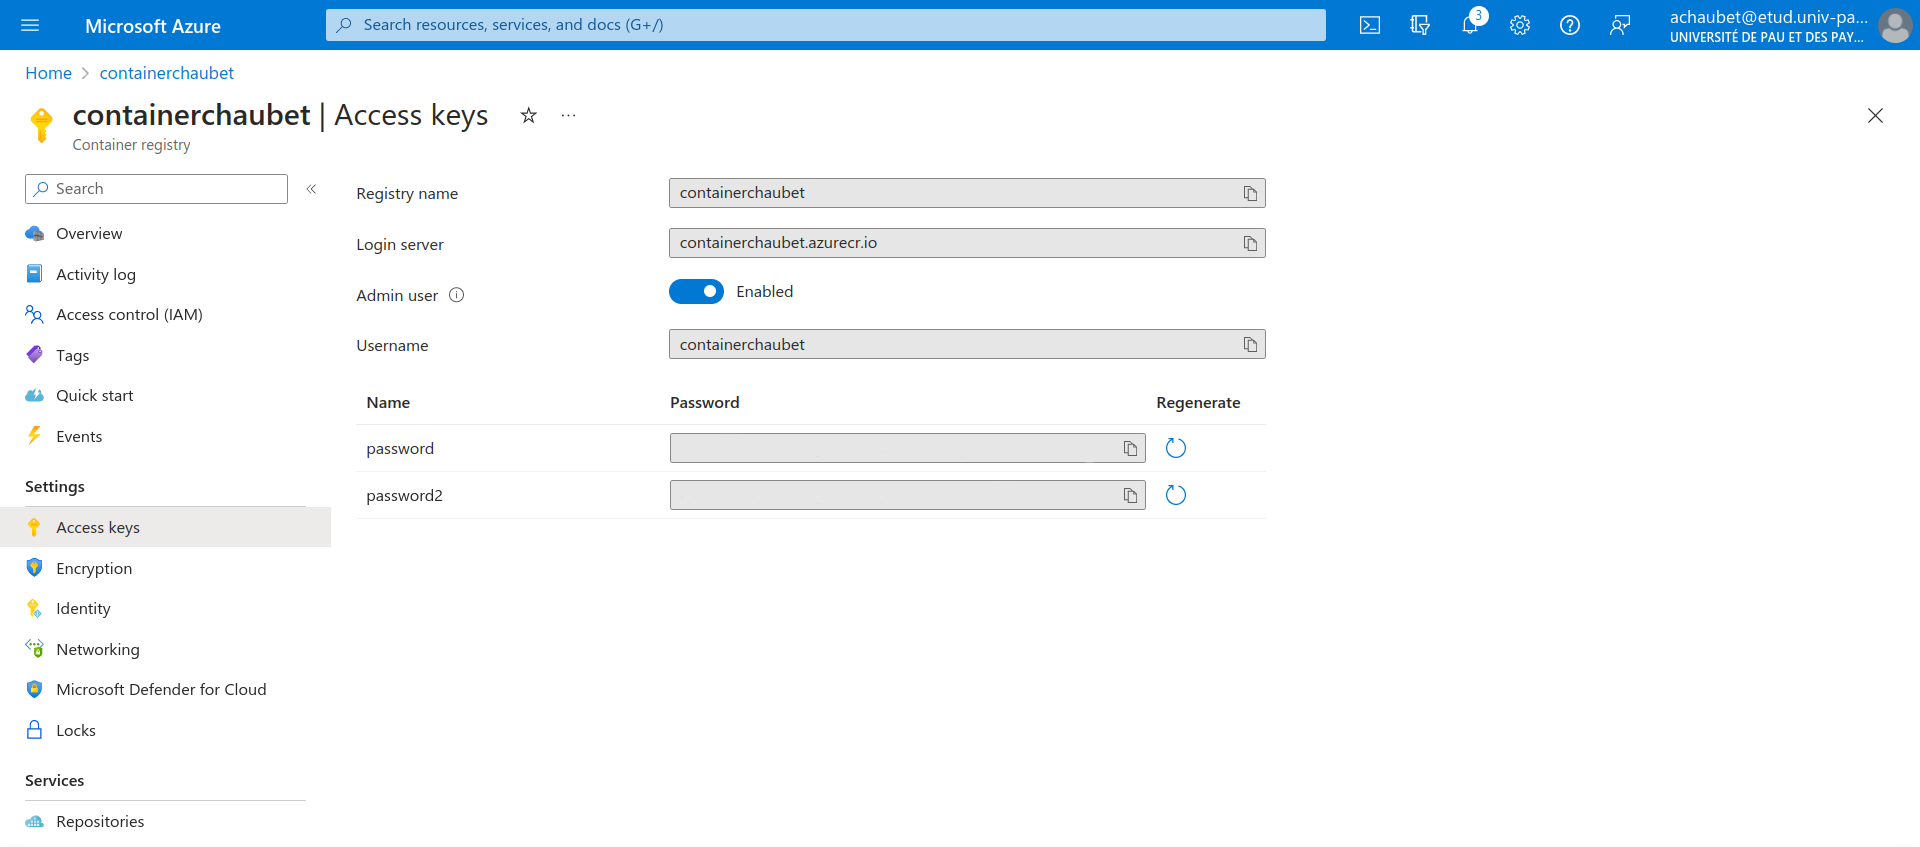 Microsoft Azure
Search resources, services, and docs (G+/)
3
achaubet@etud.univ-pa...
UNIVERSITÉ DE PAU ET DES PAY...
Home
containerchaubet
containerchaubet | Access keys
Container registry
Search
Overview
Activity log
Access control (IAM)
Tags
Quick start
Events
Settings
Access keys
Encryption
Identity
Networking
Microsoft Defender for Cloud
Locks
Services
Repositories
Registry name
containerchaubet
Login server
containerchaubet.azurecr.io
Admin user
Enabled
Username
containerchaubet
Name Password Regenerate
password
password2